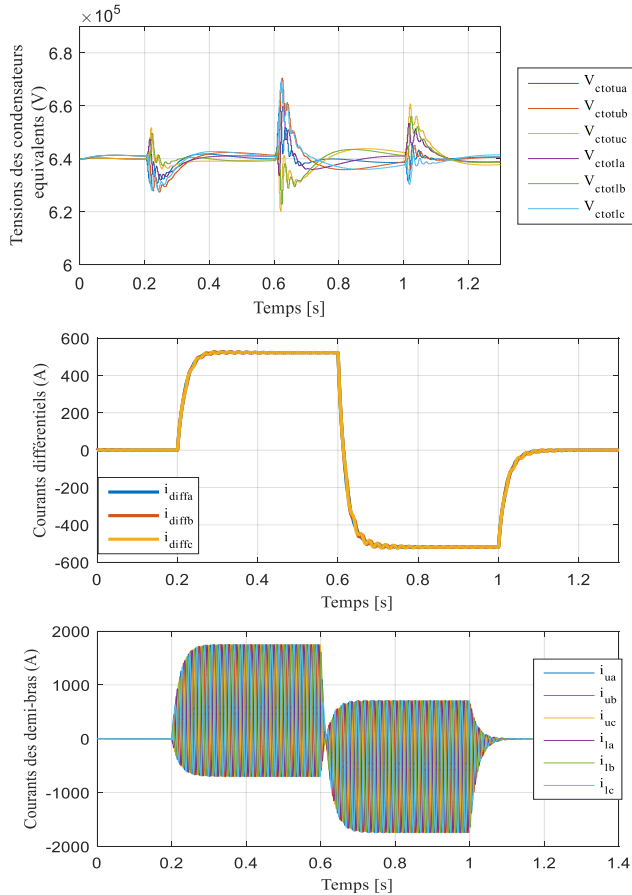 ×10⁵
6.8
6.6
6.4
6.2
6
Tensions des condensateurs
equivalents (V)
0 0.2 0.4 0.6 0.8 1 1.2
Temps [s]
V_ctotua
V_ctotub
V_ctotuc
V_ctotla
V_ctotlb
V_ctotlc
600
400
200
0
-200
-400
-600
Courants différentiels (A)
i_diffa
i_diffb
i_diffc
0 0.2 0.4 0.6 0.8 1 1.2
Temps [s]
2000
1000
0
-1000
-2000
Courants des demi-bras (A)
i_ua
i_ub
i_uc
i_la
i_lb
i_lc
0 0.2 0.4 0.6 0.8 1 1.2 1.4
Temps [s]